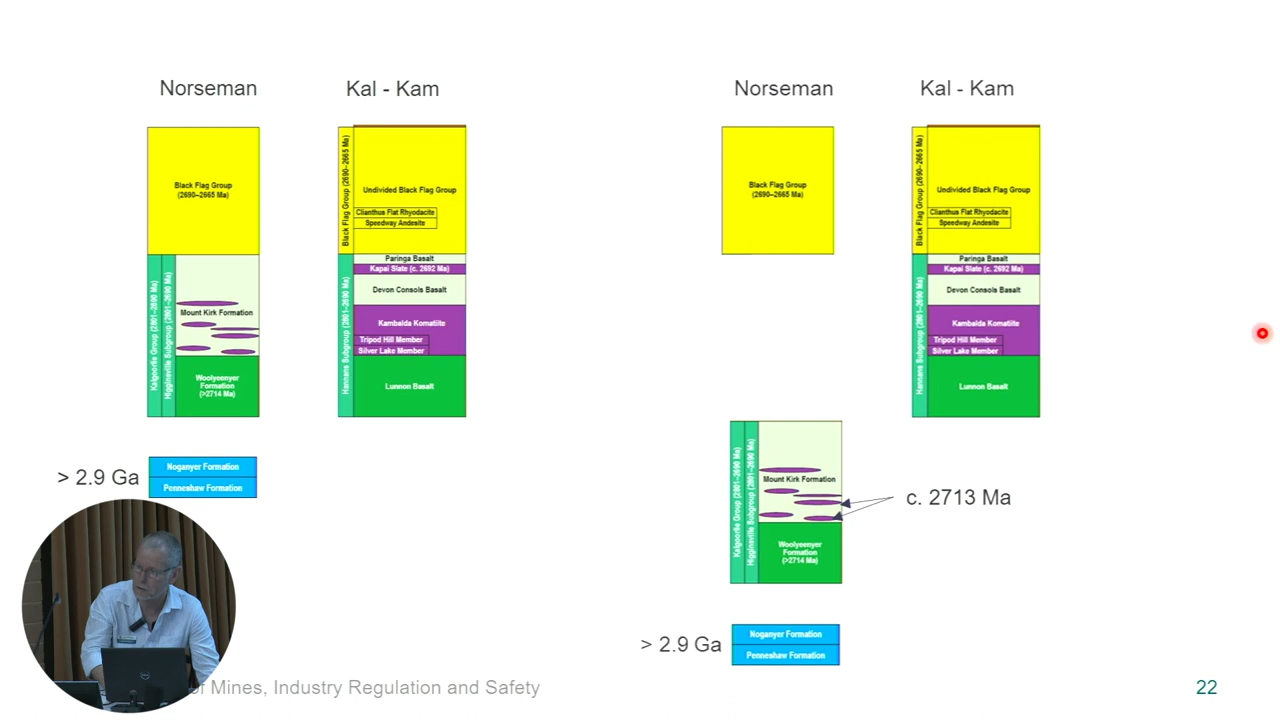 Norseman
Kal - Kam
Black Flag Group
(2690–2665 Ma)
Kalgoorlie Group (2801–2690 Ma)
Higginsville Subgroup (2801–2690 Ma)
Mount Kirk Formation
Woolyeenyer
Formation
(>2714 Ma)
> 2.9 Ga
Noganyer Formation
Penneshaw Formation
Black Flag Group (2690–2665 Ma)
Undivided Black Flag Group
Clianthus Flat Rhyodacite
Speedway Andesite
Hannans Subgroup (2801–2690 Ma)
Paringa Basalt
Kapai Slate (c. 2692 Ma)
Devon Consols Basalt
Kambalda Komatiite
Tripod Hill Member
Silver Lake Member
Lunnon Basalt
Norseman
Kal - Kam
Black Flag Group
(2690–2665 Ma)
Black Flag Group (2690–2665 Ma)
Undivided Black Flag Group
Clianthus Flat Rhyodacite
Speedway Andesite
Hannans Subgroup (2801–2690 Ma)
Paringa Basalt
Kapai Slate (c. 2692 Ma)
Devon Consols Basalt
Kambalda Komatiite
Tripod Hill Member
Silver Lake Member
Lunnon Basalt
Kalgoorlie Group (2801–2690 Ma)
Higginsville Subgroup (2801–2690 Ma)
Mount Kirk Formation
Woolyeenyer
Formation
(>2714 Ma)
c. 2713 Ma
> 2.9 Ga
Noganyer Formation
Penneshaw Formation
of Mines, Industry Regulation and Safety
22